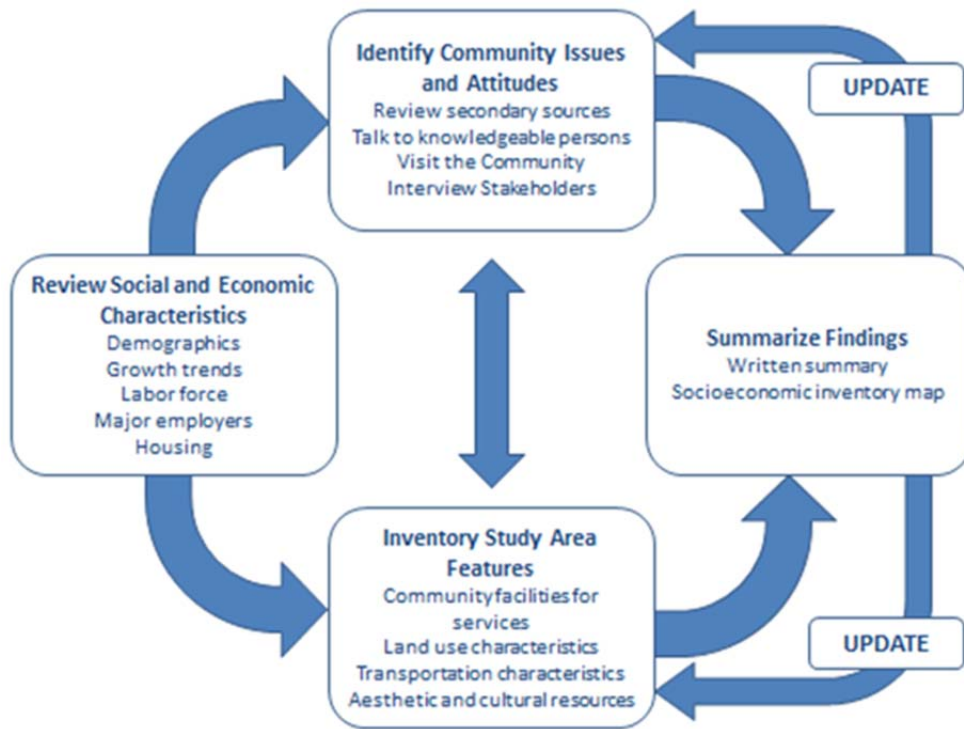 Identify Community Issues
and Attitudes
Review secondary sources
Talk to knowledgeable persons
Visit the Community
Interview Stakeholders
UPDATE
Review Social and Economic
Characteristics
Demographics
Growth trends
Labor force
Major employers
Housing
Summarize Findings
Written summary
Socioeconomic inventory map
Inventory Study Area
Features
Community facilities for
services
Land use characteristics
Transportation characteristics
Aesthetic and cultural resources
UPDATE